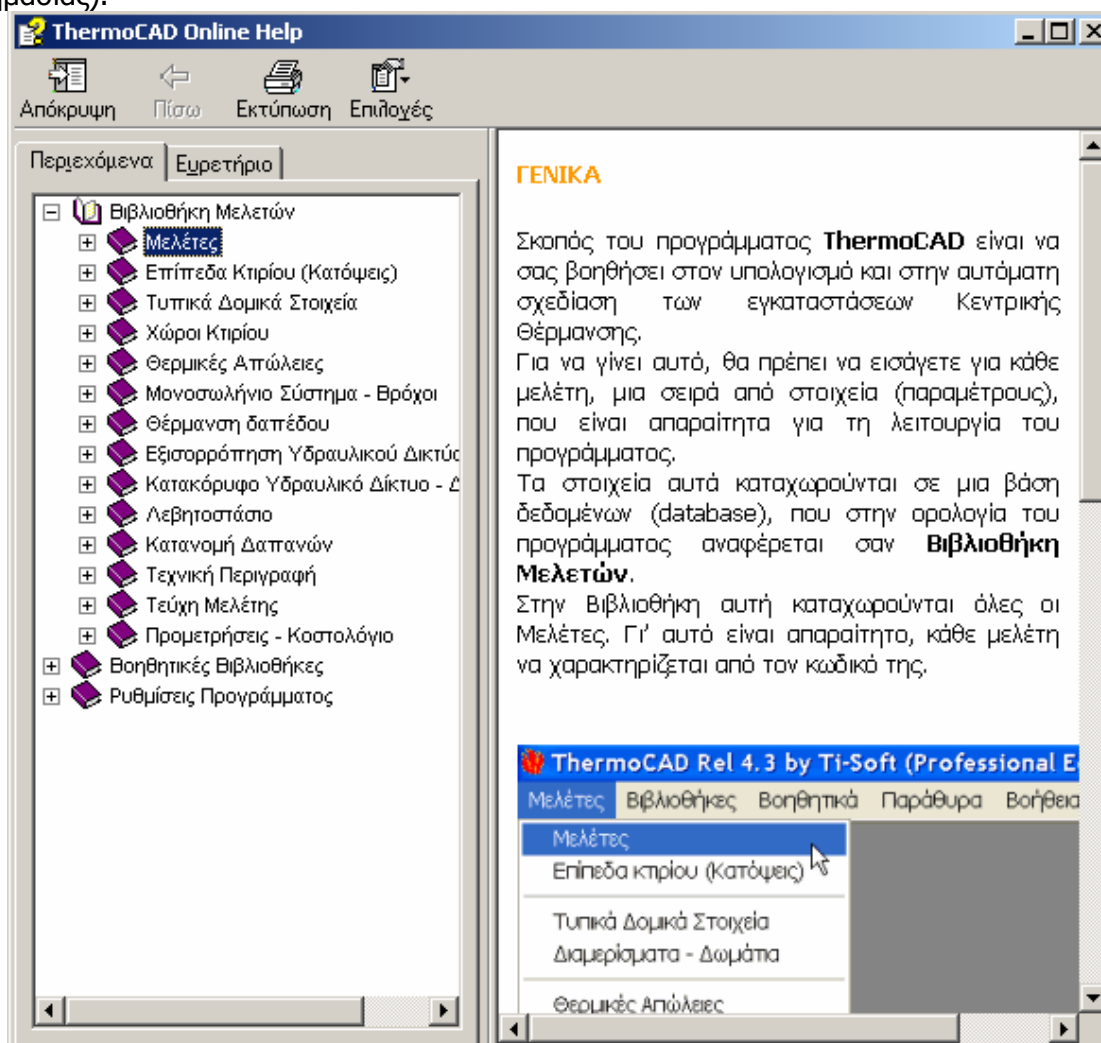 ThermoCAD Online Help
Απόκρυψη Πίσω Εκτύπωση Επιλογές
Περιεχόμενα Ευρετήριο
Βιβλιοθήκη Μελετών
Μελέτες
Επίπεδα Κτιρίου (Κατόψεις)
Τυπικά Δομικά Στοιχεία
Χώροι Κτιρίου
Θερμικές Απώλειες
Μονοσωλήνιο Σύστημα - Βρόχοι
Θέρμανση δαπέδου
Εξισορρόπηση Υδραυλικού
Κατακόρυφο Υδραυλικό Δίκτυο - Δ
Λεβητοστάσιο
Κατανομή Δαπανών
Τεχνική Περιγραφή
Τεύχη Μελέτης
Προμετρήσεις - Κοστολόγιο
Βοηθητικές Βιβλιοθήκες
Ρυθμίσεις Προγράμματος
ΓΕΝΙΚΑ
Σκοπός του προγράμματος ThermoCAD είναι να
σας βοηθήσει στον υπολογισμό και στην αυτόματη
σχεδίαση των εγκαταστάσεων Κεντρικής
Θέρμανσης.
Για να γίνει αυτό, θα πρέπει να εισάγετε για κάθε
μελέτη, μια σειρά από στοιχεία (παραμέτρους),
που είναι απαραίτητα για τη λειτουργία του
προγράμματος.
Τα στοιχεία αυτά καταχωρούνται σε μια βάση
δεδομένων (database), που στην ορολογία του
προγράμματος αναφέρεται σαν Βιβλιοθήκη
Μελετών.
Στην Βιβλιοθήκη αυτή καταχωρούνται όλες οι
Μελέτες. Γι' αυτό είναι απαραίτητο, κάθε μελέτη
να χαρακτηρίζεται από τον κωδικό της.
ThermoCAD Rel 4.3 by Ti-Soft (Professional
Μελέτες Βιβλιοθήκες Βοηθητικά Παράθυρα Βοήθεια
Μελέτες
Επίπεδα κτιρίου (Κατόψεις)
Τυπικά Δομικά Στοιχεία
Διαμερίσματα - Δωμάτια
Θερμικές Απώλειες